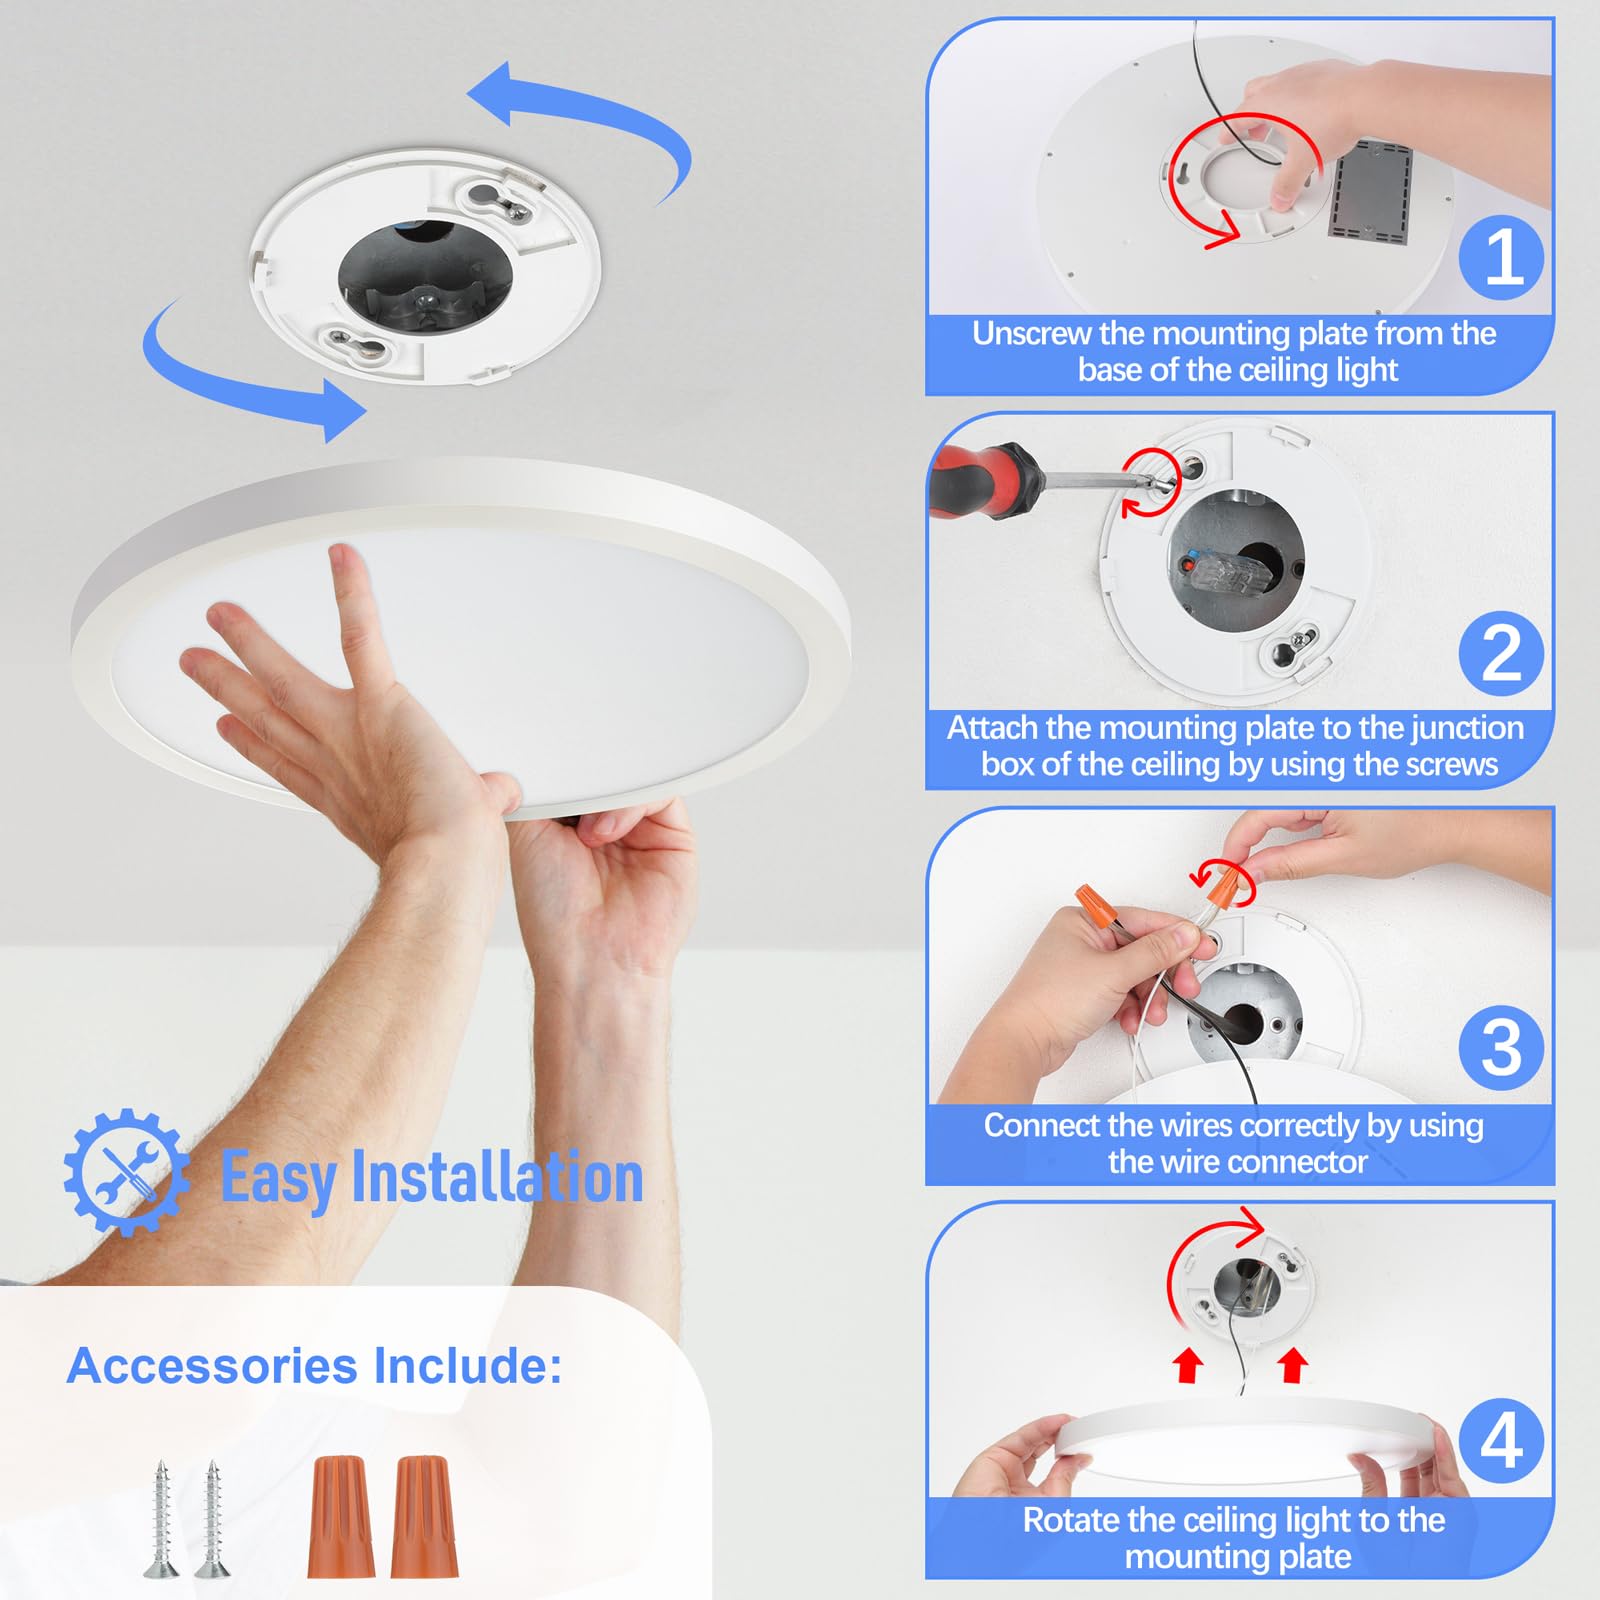 1
Unscrew the mounting plate from the
base of the ceiling light
2
Attach the mounting plate to the junction
box of the ceiling by using the screws
3
Connect the wires correctly by using
the wire connector
4
Rotate the ceiling light to the
mounting plate
Easy Installation
Accessories Include: